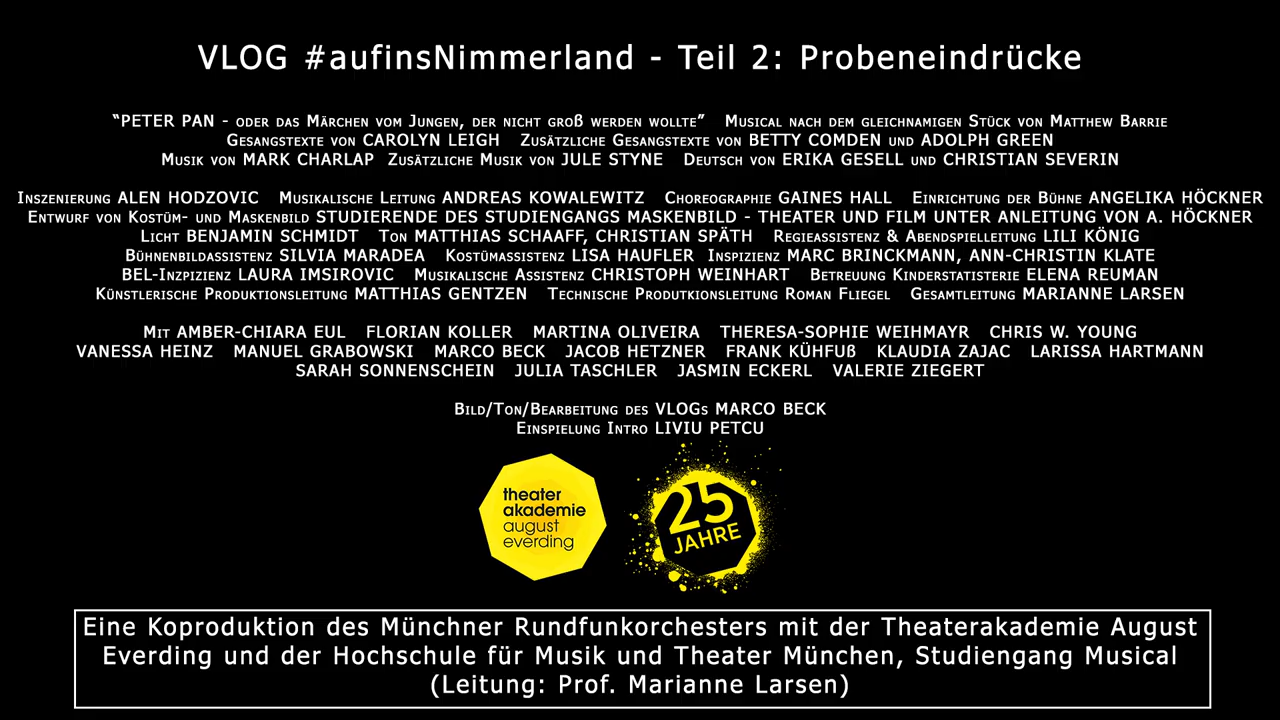 VLOG #aufinsNimmerland - Teil 2: Probeneindrücke
“PETER PAN - oder das Märchen vom Jungen, der nicht groß werden wollte” Musical nach dem gleichnamigen Stück von Matthew Barrie
Gesangstexte von CAROLYN LEIGH Zusätzliche Gesangstexte von BETTY COMDEN und ADOLPH GREEN
Musik von MARK CHARLAP Zusätzliche Musik von JULE STYNE Deutsch von ERIKA GESELL und CHRISTIAN SEVERIN
Inszenierung ALEN HODZOVIC Musikalische Leitung ANDREAS KOWALEWITZ Choreographie GAINES HALL Einrichtung der Bühne ANGELIKA HÖCKNER
Entwurf von Kostüm- und Maskenbild STUDIERENDE DES STUDIENGANGS MASKENBILD - THEATER UND FILM UNTER ANLEITUNG VON A. HÖCKNER
Licht BENJAMIN SCHMIDT Ton MATTHIAS SCHAAFF, CHRISTIAN SPÄTH Regieassistenz & Abendspielleitung LILI KÖNIG
Bühnenbildassistenz SILVIA MARADEA Kostümassistenz LISA HAUFLER Inspizienz MARC BRINCKMANN, ANN-CHRISTIN KLATE
BEL-Inzpizienz LAURA IMSIROVIC Musikalische Assistenz CHRISTOPH WEINHART Betreuung Kinderstatisterie ELENA REUMAN
Künstlerische Produktionsleitung MATTHIAS GENTZEN Technische Produtkionsleitung Roman Fliegel Gesamtleitung MARIANNE LARSEN
Mit AMBER-CHIARA EUL FLORIAN KOLLER MARTINA OLIVEIRA THERESA-SOPHIE WEIHMAYR CHRIS W. YOUNG
VANESSA HEINZ MANUEL GRABOWSKI MARCO BECK JACOB HETZNER FRANK KÜHFUß KLAUDIA ZAJAC LARISSA HARTMANN
SARAH SONNENSCHEIN JULIA TASCHLER JASMIN ECKERL VALERIE ZIEGERT
Bild/Ton/Bearbeitung des VLOGs MARCO BECK
Einspielung Intro LIVIU PETCU
theater
akademie
august
everding
25
JAHRE
Eine Koproduktion des Münchner Rundfunkorchesters mit der Theaterakademie August
Everding und der Hochschule für Musik und Theater München, Studiengang Musical
(Leitung: Prof. Marianne Larsen)